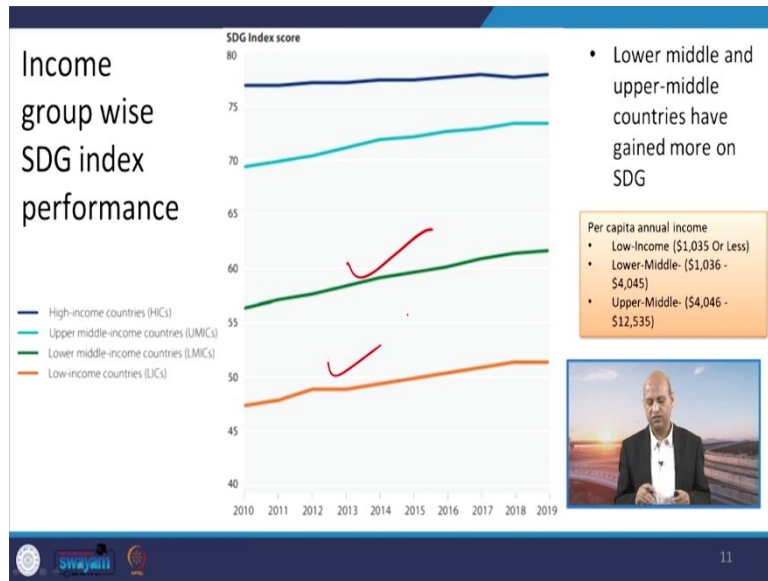 Income
group wise
SDG index
performance
High-income countries (HICs)
Upper middle-income countries (UMICs)
Lower middle-income countries (LMICs)
Low-income countries (LICs)
SDG Index score
80
75
70
65
60
55
50
45
40
2010 2011 2012 2013 2014 2015 2016 2017 2018 2019
• Lower middle and
upper-middle
countries have
gained more on
SDG
Per capita annual income
• Low-Income ($1,035 Or Less)
• Lower-Middle- ($1,036 -
$4,045)
• Upper-Middle- ($4,046 -
$12,535)
swayam
11